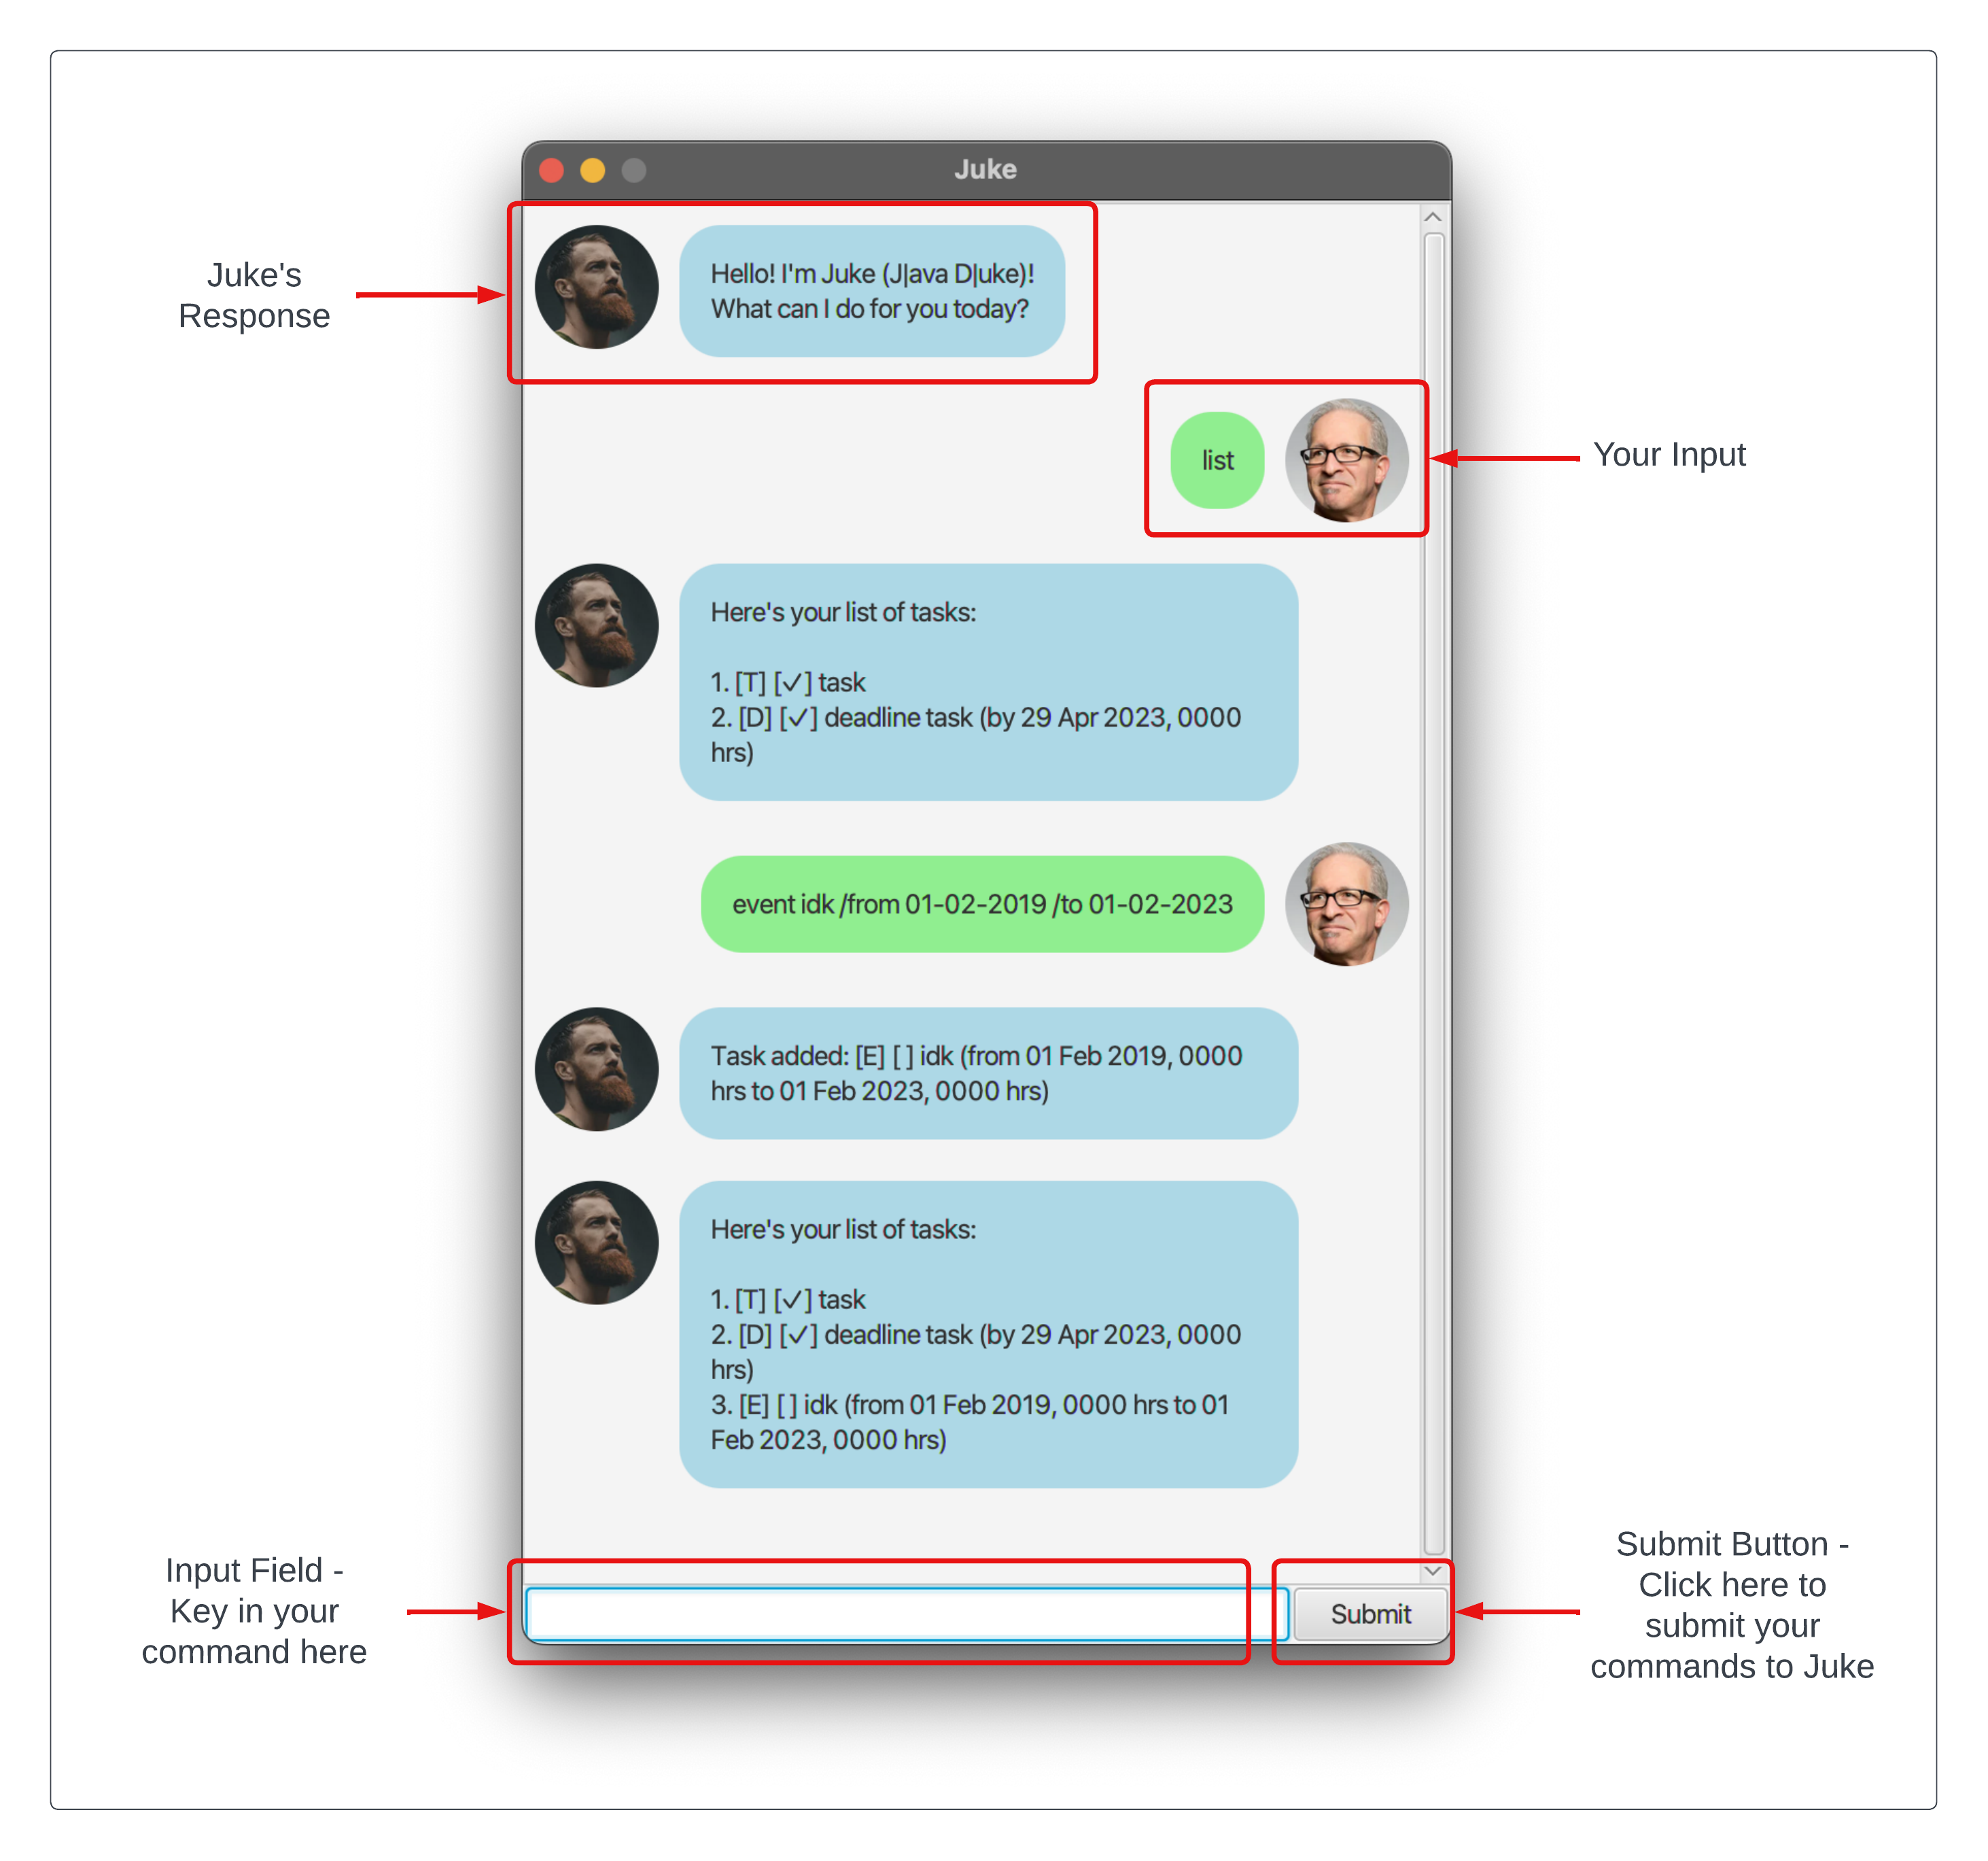 Juke
Juke's
Response
Hello! I'm Juke (J|ava D|uke)!
What can I do for you today?
list
Your Input
Here's your list of tasks:
1. [T] [✓] task
2. [D] [✓] deadline task (by 29 Apr 2023, 0000
hrs)
event idk /from 01-02-2019 /to 01-02-2023
Task added: [E] [ ] idk (from 01 Feb 2019, 0000
hrs to 01 Feb 2023, 0000 hrs)
Here's your list of tasks:
1. [T] [✓] task
2. [D] [✓] deadline task (by 29 Apr 2023, 0000
hrs)
3. [E] [ ] idk (from 01 Feb 2019, 0000 hrs to 01
Feb 2023, 0000 hrs)
Input Field -
Key in your
command here
Submit
Submit Button -
Click here to
submit your
commands to Juke